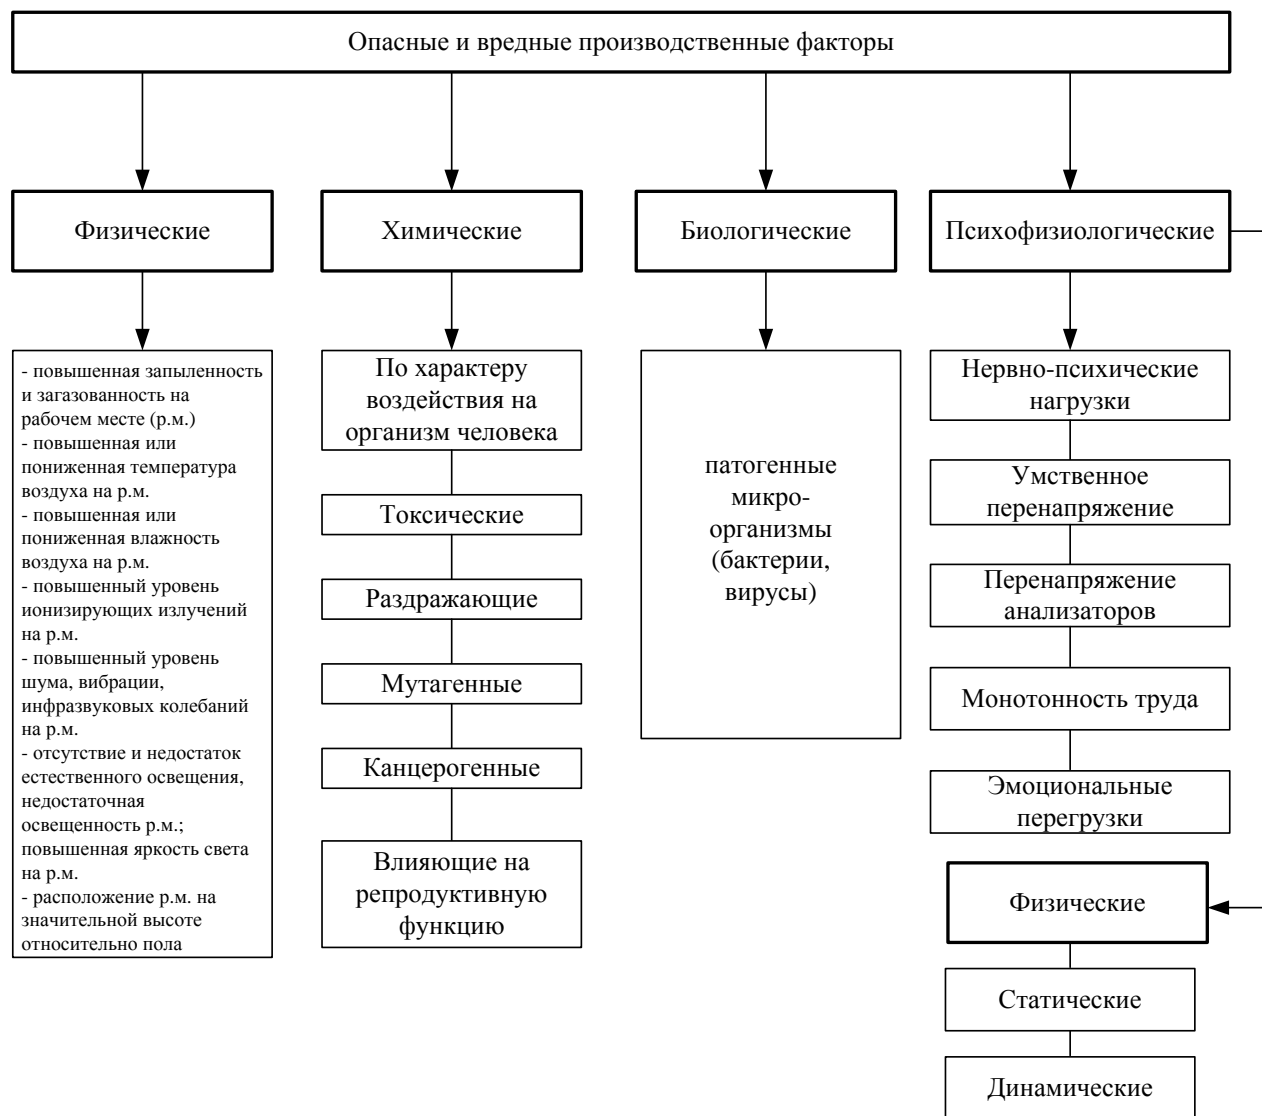 Опасные и вредные производственные факторы
Физические
Химические
Биологические
Психофизиологические
- повышенная запыленность
и загазованность на
рабочем месте (р.м.)
- повышенная или
пониженная температура
воздуха на р.м.
- повышенная или
пониженная влажность
воздуха на р.м.
- повышенный уровень
ионизирующих излучений
на р.м.
- повышенный уровень
шума, вибрации,
инфразвуковых колебаний
на р.м.
- отсутствие и недостаток
естественного освещения,
недостаточная
освещенность р.м.;
повышенная яркость света
на р.м.
- расположение р.м. на
значительной высоте
относительно пола
По характеру
воздействия на
организм человека
Токсические
Раздражающие
Мутагенные
Канцерогенные
Влияющие на
репродуктивную
функцию
патогенные
микро-
организмы
(бактерии,
вирусы)
Нервно-психические
нагрузки
Умственное
перенапряжение
Перенапряжение
анализаторов
Монотонность труда
Эмоциональные
перегрузки
Физические
Статические
Динамические